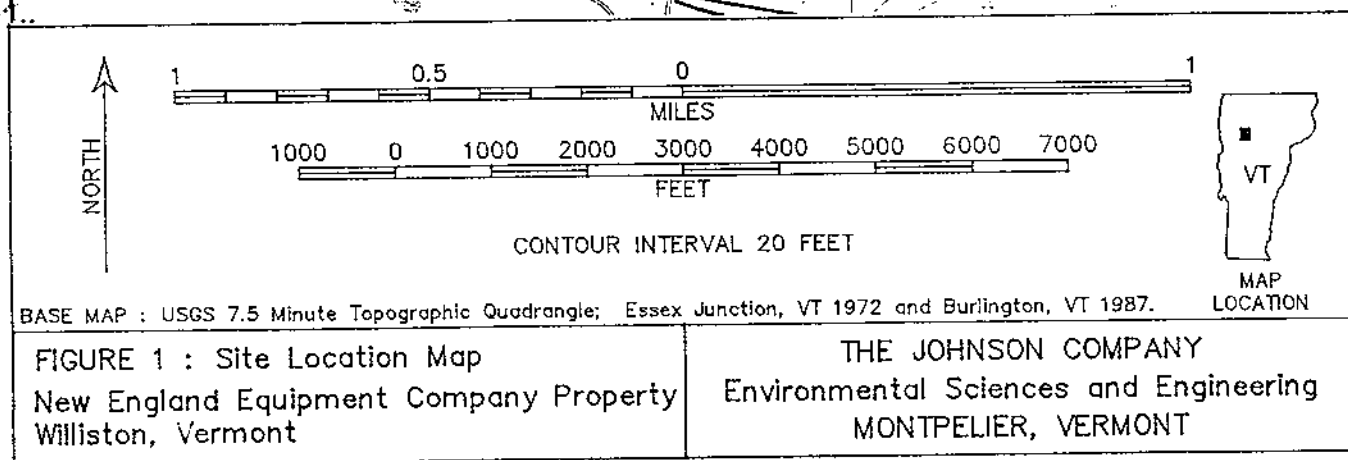 1 0.5 0 1
MILES
1000 0 1000 2000 3000 4000 5000 6000 7000
FEET
NORTH
CONTOUR INTERVAL 20 FEET
VT
MAP
LOCATION
BASE MAP : USGS 7.5 Minute Topographic Quadrangle; Essex Junction, VT 1972 and Burlington, VT 1987.
FIGURE 1 : Site Location Map
New England Equipment Company Property
Williston, Vermont
THE JOHNSON COMPANY
Environmental Sciences and Engineering
MONTPELIER, VERMONT